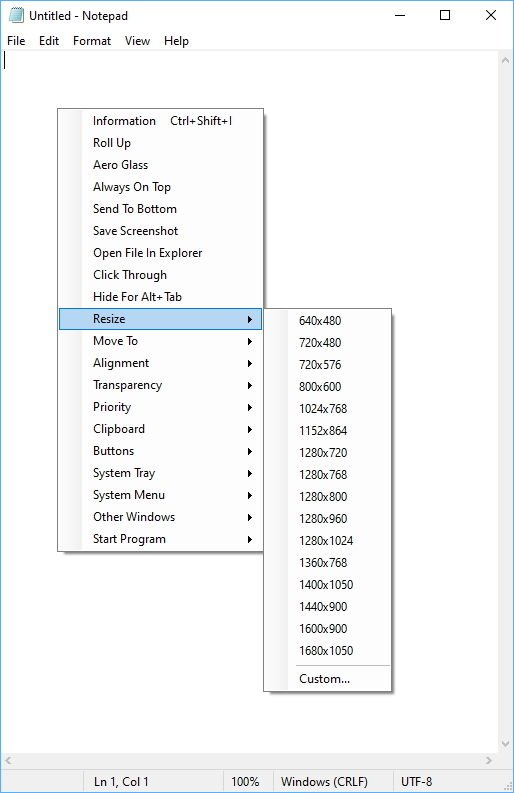 Untitled - Notepad
File Edit Format View Help
Information Ctrl+Shift+I
Roll Up
Aero Glass
Always On Top
Send To Bottom
Save Screenshot
Open File In Explorer
Click Through
Hide For Alt+Tab
Resize
Move To
Alignment
Transparency
Priority
Clipboard
Buttons
System Tray
System Menu
Other Windows
Start Program
640x480
720x480
720x576
800x600
1024x768
1152x864
1280x720
1280x768
1280x800
1280x960
1280x1024
1360x768
1400x1050
1440x900
1600x900
1680x1050
Custom...
Ln 1, Col 1 100% Windows (CRLF) UTF-8